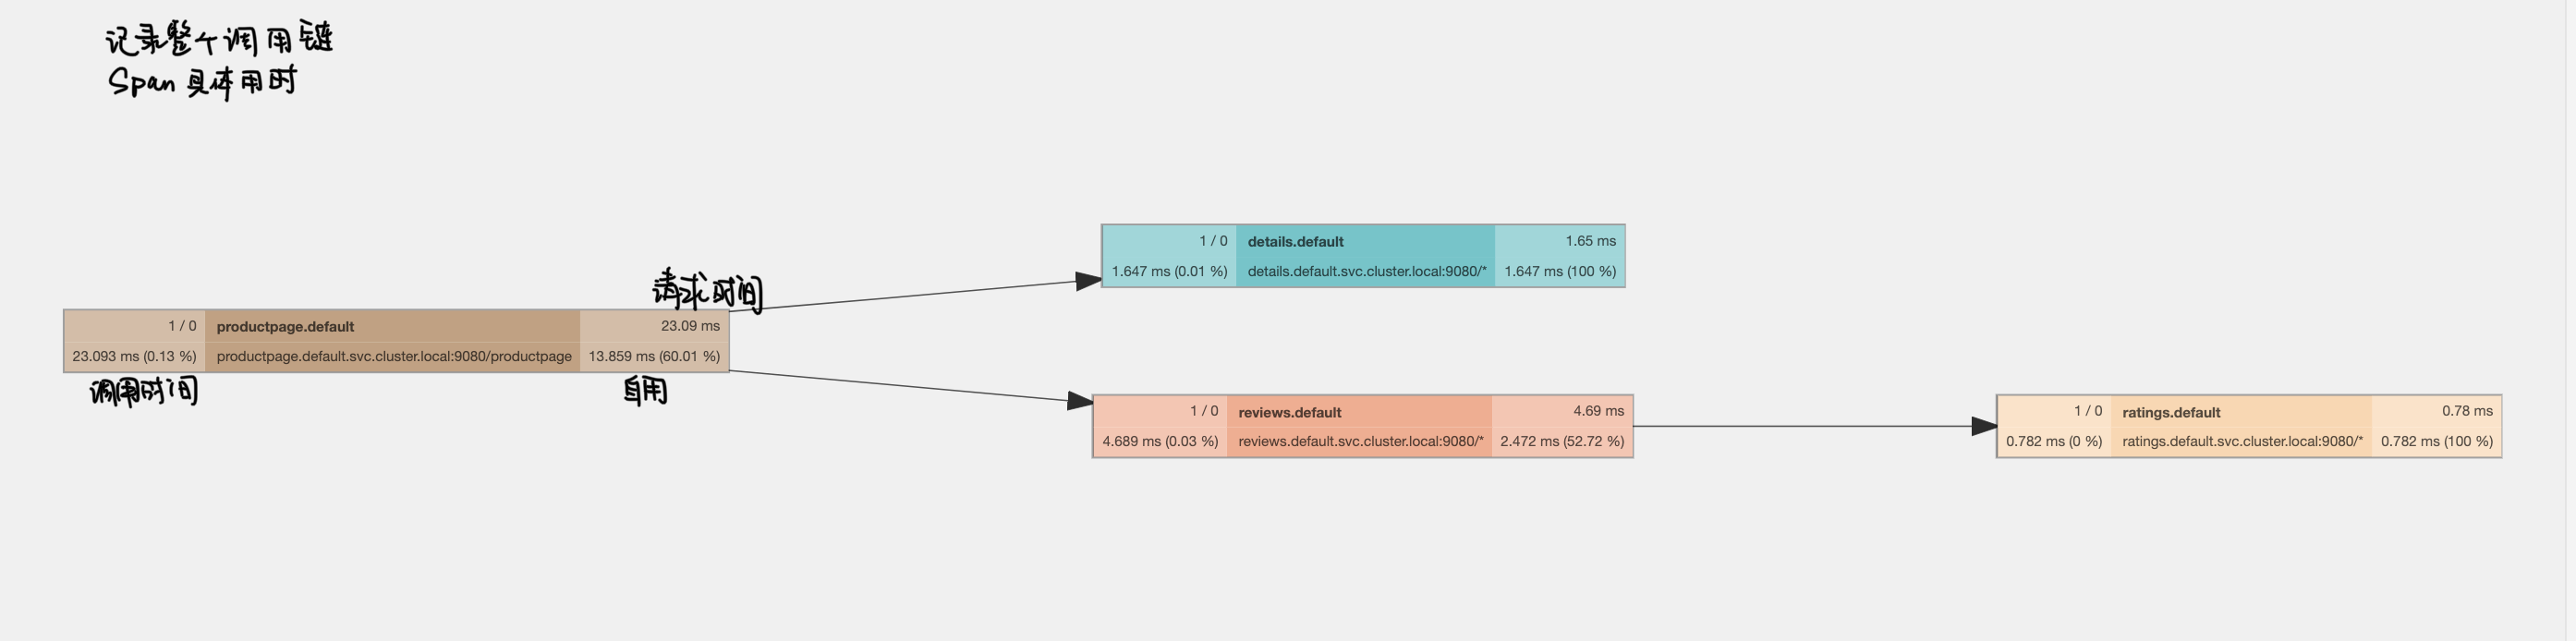 记录整个调用链
Span 具体用时
请求时间
1 / 0
productpage.default
23.09 ms
23.093 ms (0.13 %)
productpage.default.svc.cluster.local:9080/productpage
13.859 ms (60.01 %)
调用时间
自用
1 / 0
details.default
1.65 ms
1.647 ms (0.01 %)
details.default.svc.cluster.local:9080/*
1.647 ms (100 %)
1 / 0
reviews.default
4.69 ms
4.689 ms (0.03 %)
reviews.default.svc.cluster.local:9080/*
2.472 ms (52.72 %)
1 / 0
ratings.default
0.78 ms
0.782 ms (0 %)
ratings.default.svc.cluster.local:9080/*
0.782 ms (100 %)